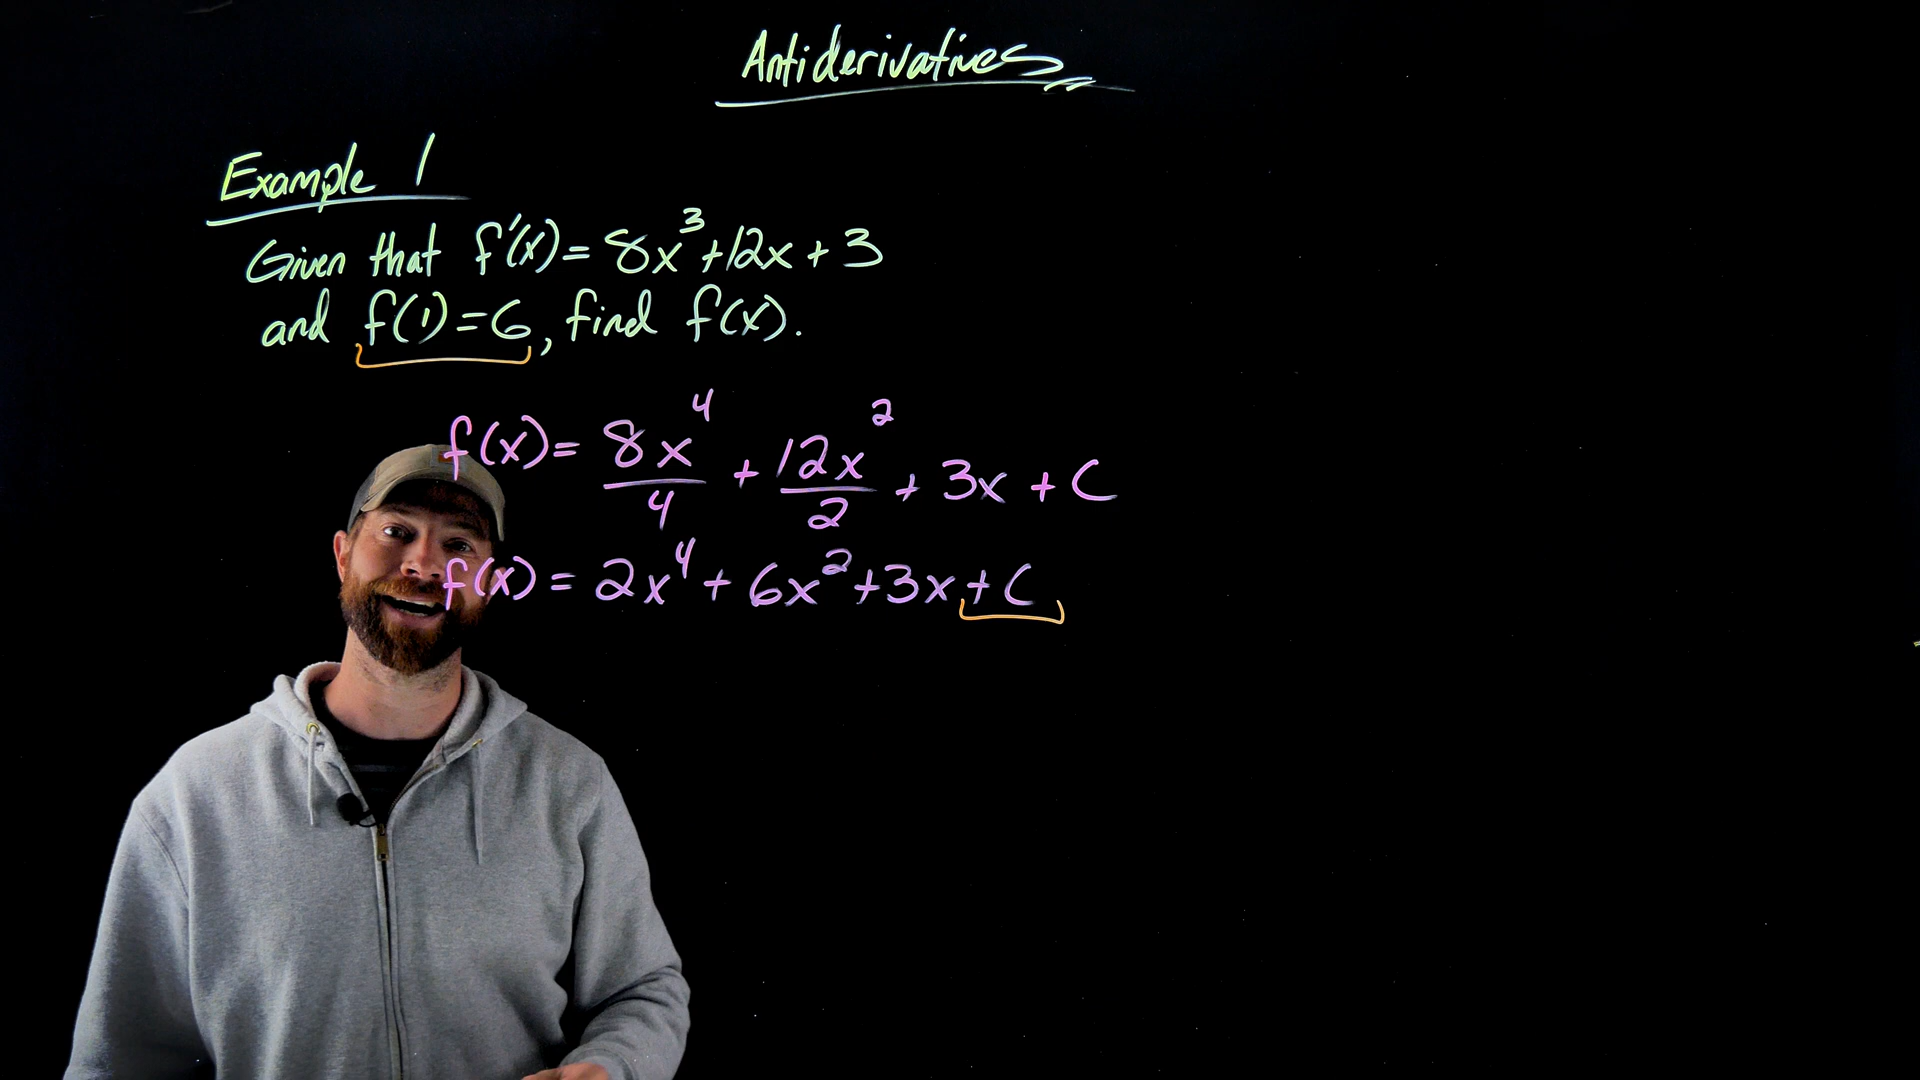 Antiderivatives
Example 1
Given that f'(x) = 8x³ + 12x + 3
and f(1) = 6, find f(x).
f(x) = 8x⁴/4 + 12x²/2 + 3x + C
f(x) = 2x⁴ + 6x² + 3x + C